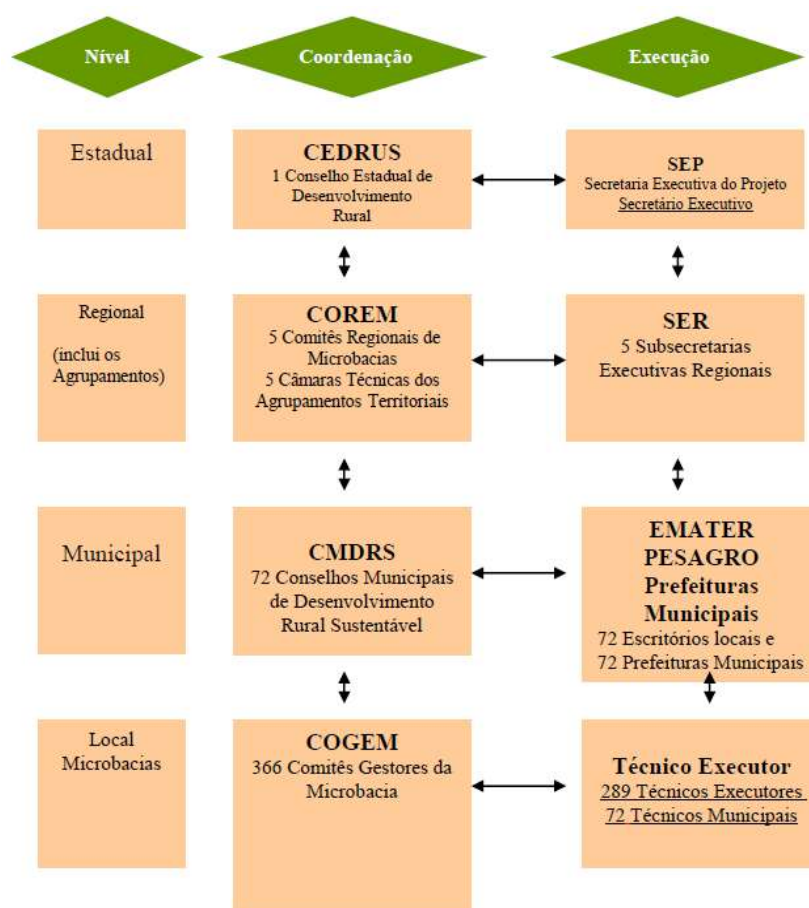 Nível
Coordenação
Execução
Estadual
CEDRUS
1 Conselho Estadual de
Desenvolvimento
Rural
SEP
Secretaria Executiva do Projeto
Secretário Executivo
Regional
(inclui os
Agrupamentos)
COREM
5 Comitês Regionais de
Microbacias
5 Câmaras Técnicas dos
Agrupamentos Territoriais
SER
5 Subsecretarias
Executivas Regionais
Municipal
CMDRS
72 Conselhos Municipais
de Desenvolvimento
Rural Sustentável
EMATER
PESAGRO
Prefeituras
Municipais
72 Escritórios locais e
72 Prefeituras Municipais
Local
Microbacias
COGEM
366 Comitês Gestores da
Microbacia
Técnico Executor
289 Técnicos Executores
72 Técnicos Municipais